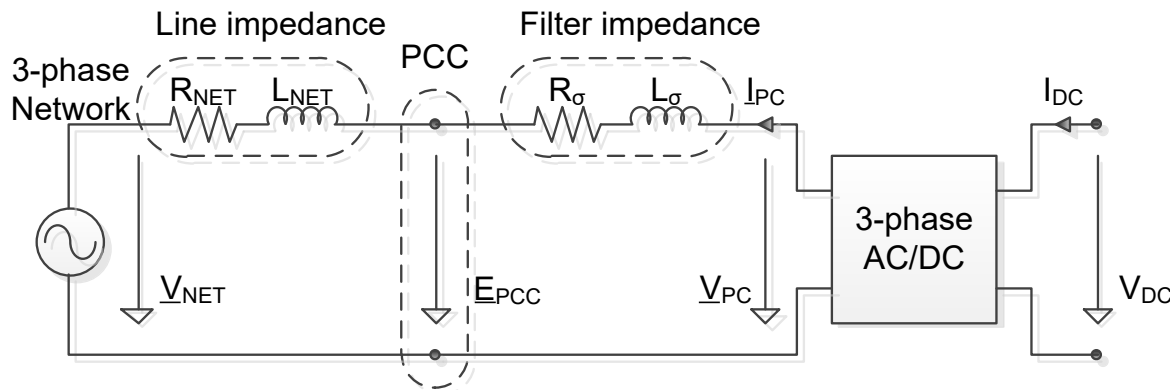 Line impedance
Filter impedance
PCC
3-phase
Network
R_NET
L_NET
R_σ
L_σ
I_PC
I_DC
3-phase
AC/DC
V_NET
E_PCC
V_PC
V_DC